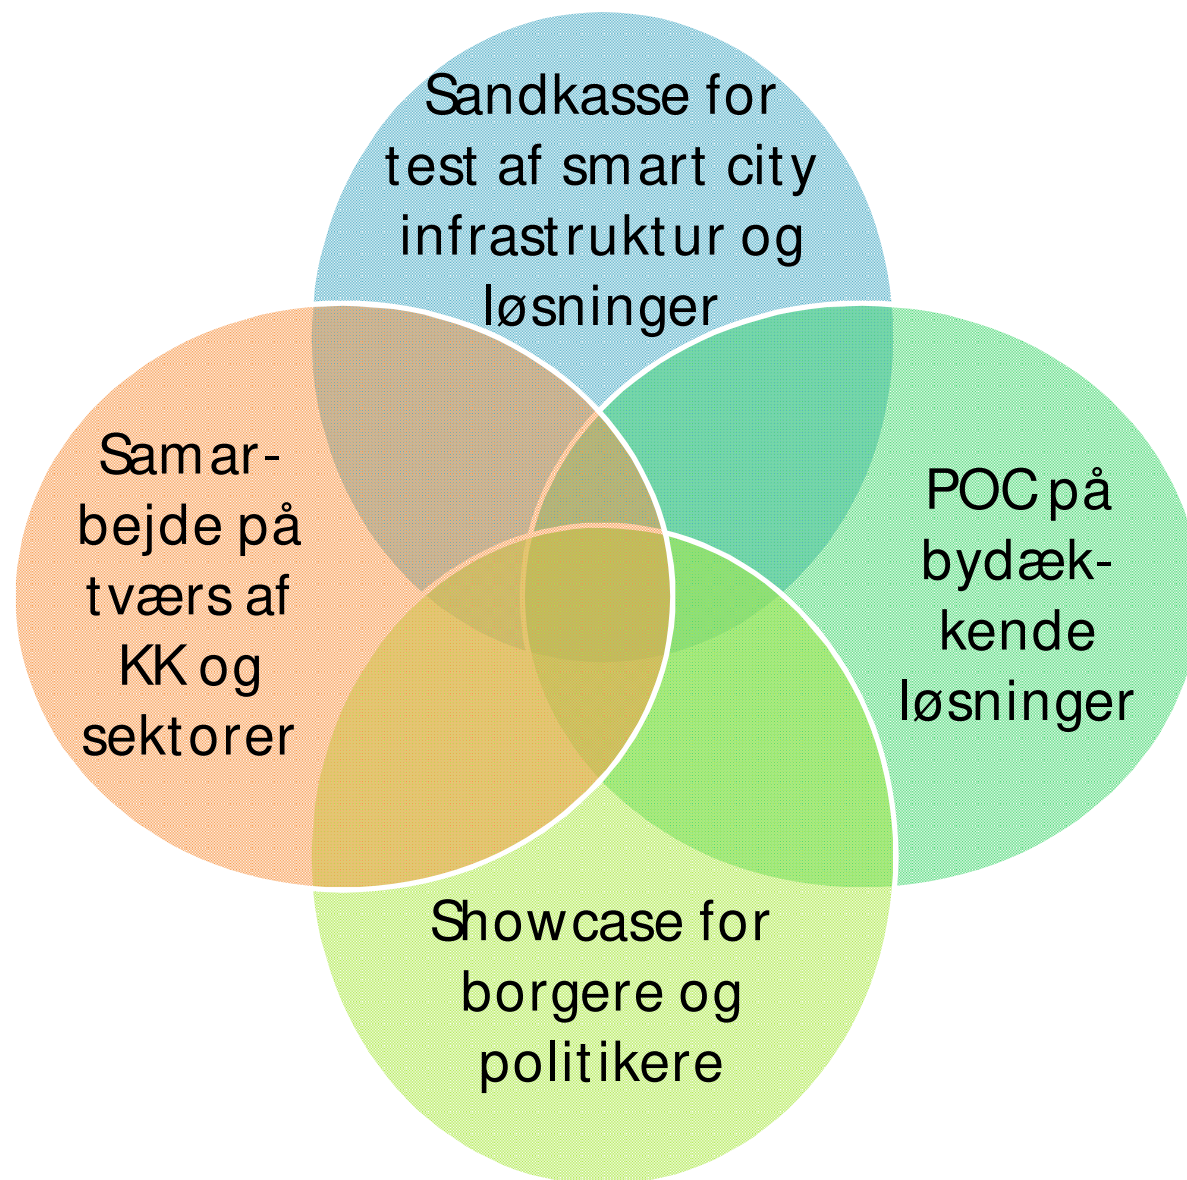 Sandkasse for
test af smart city
infrastruktur og
løsninger
Samar-
bejde på
tværs af
KK og
sektorer
POC på
bydæk-
kende
løsninger
Showcase for
borgere og
politikere